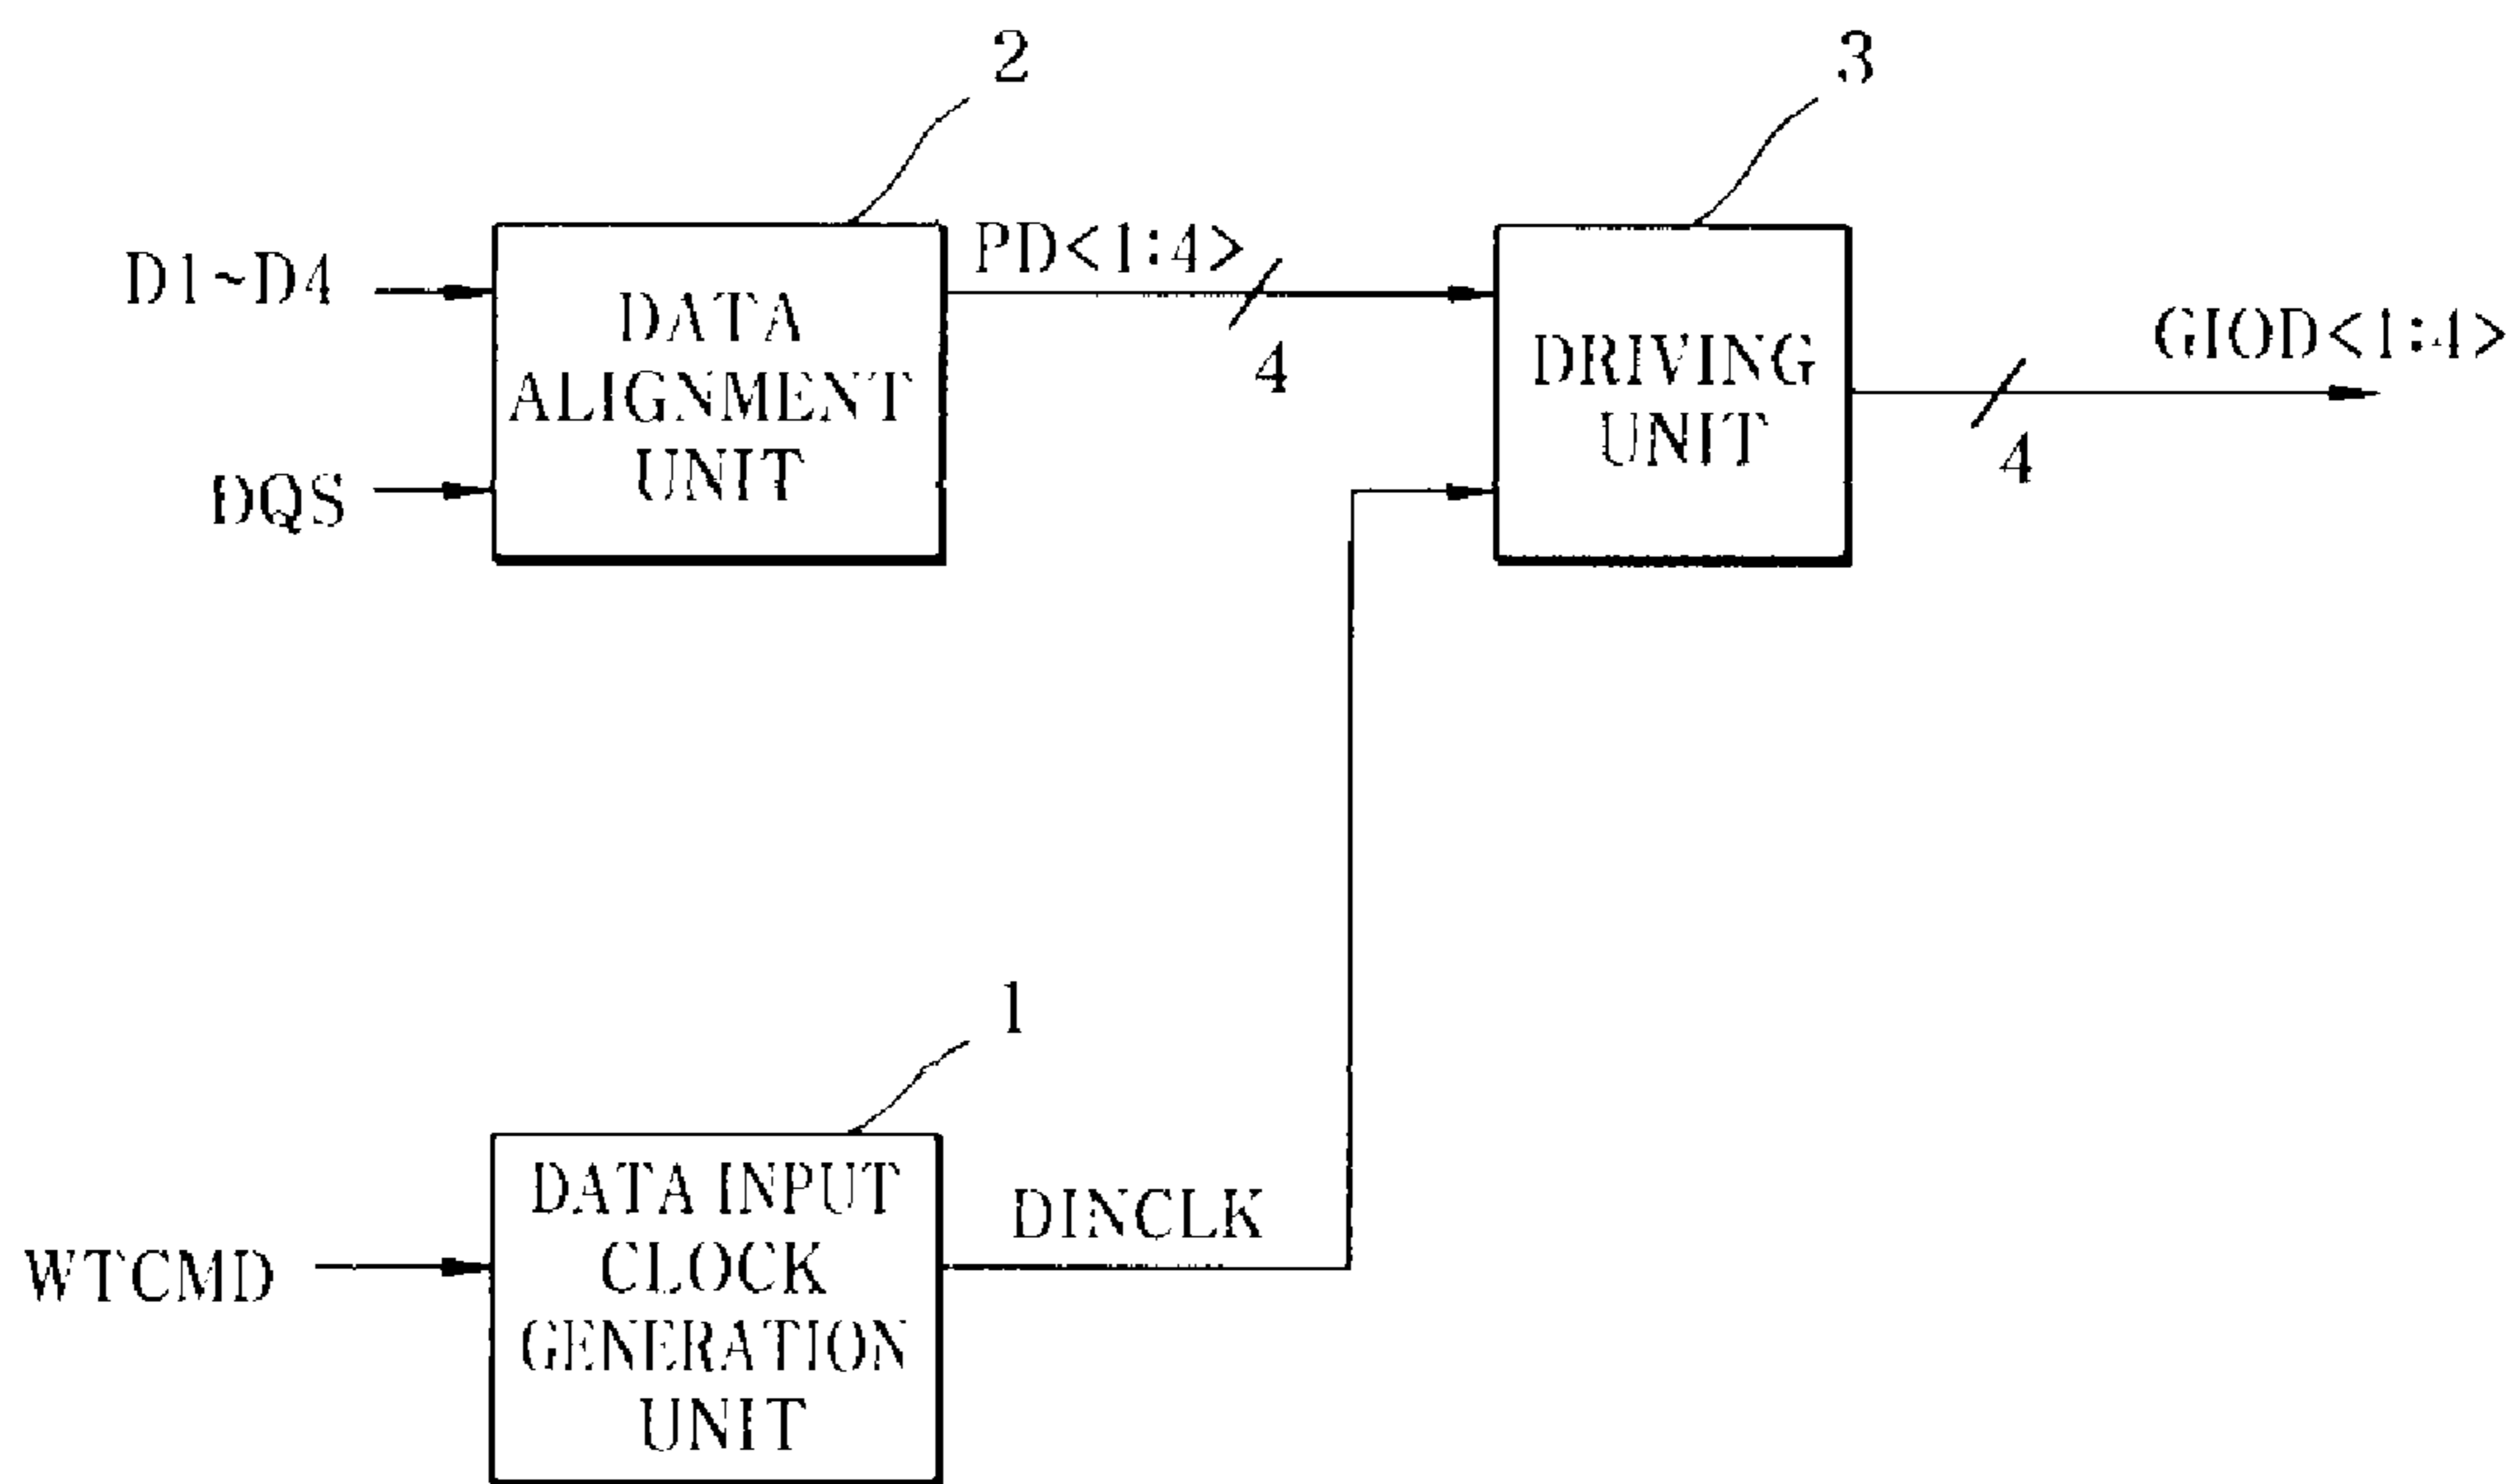 2
3
D1~D4
DQS
DATA
ALIGNMENT
UNIT
PD<1:4>
4
DRIVING
UNIT
GIOD<1:4>
4
1
WTCMD
DATA INPUT
CLOCK
GENERATION
UNIT
DINCLK